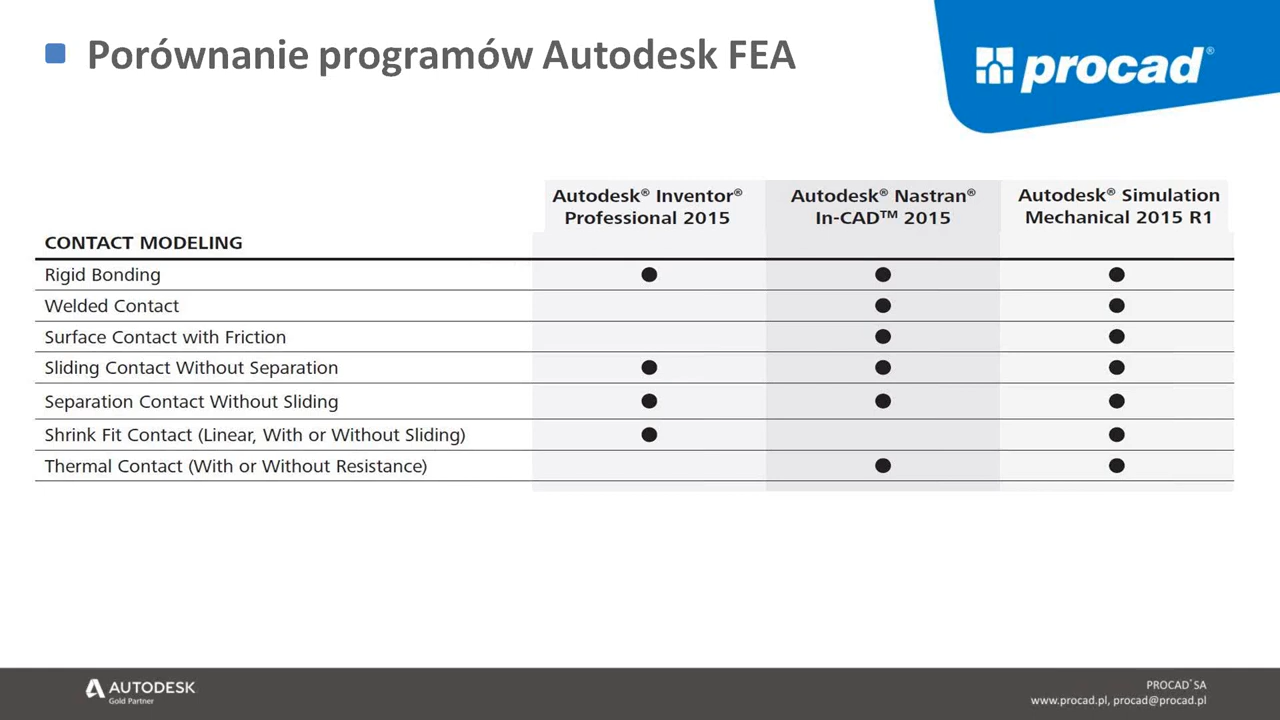 Porównanie programów Autodesk FEA
procad®
Autodesk® Inventor® Professional 2015
Autodesk® Nastran® In-CAD™ 2015
Autodesk® Simulation Mechanical 2015 R1
CONTACT MODELING
Rigid Bonding ● ● ●
Welded Contact ● ●
Surface Contact with Friction ● ●
Sliding Contact Without Separation ● ● ●
Separation Contact Without Sliding ● ● ●
Shrink Fit Contact (Linear, With or Without Sliding) ● ●
Thermal Contact (With or Without Resistance) ● ●
AUTODESK
Gold Partner
PROCAD® SA
www.procad.pl, procad@procad.pl